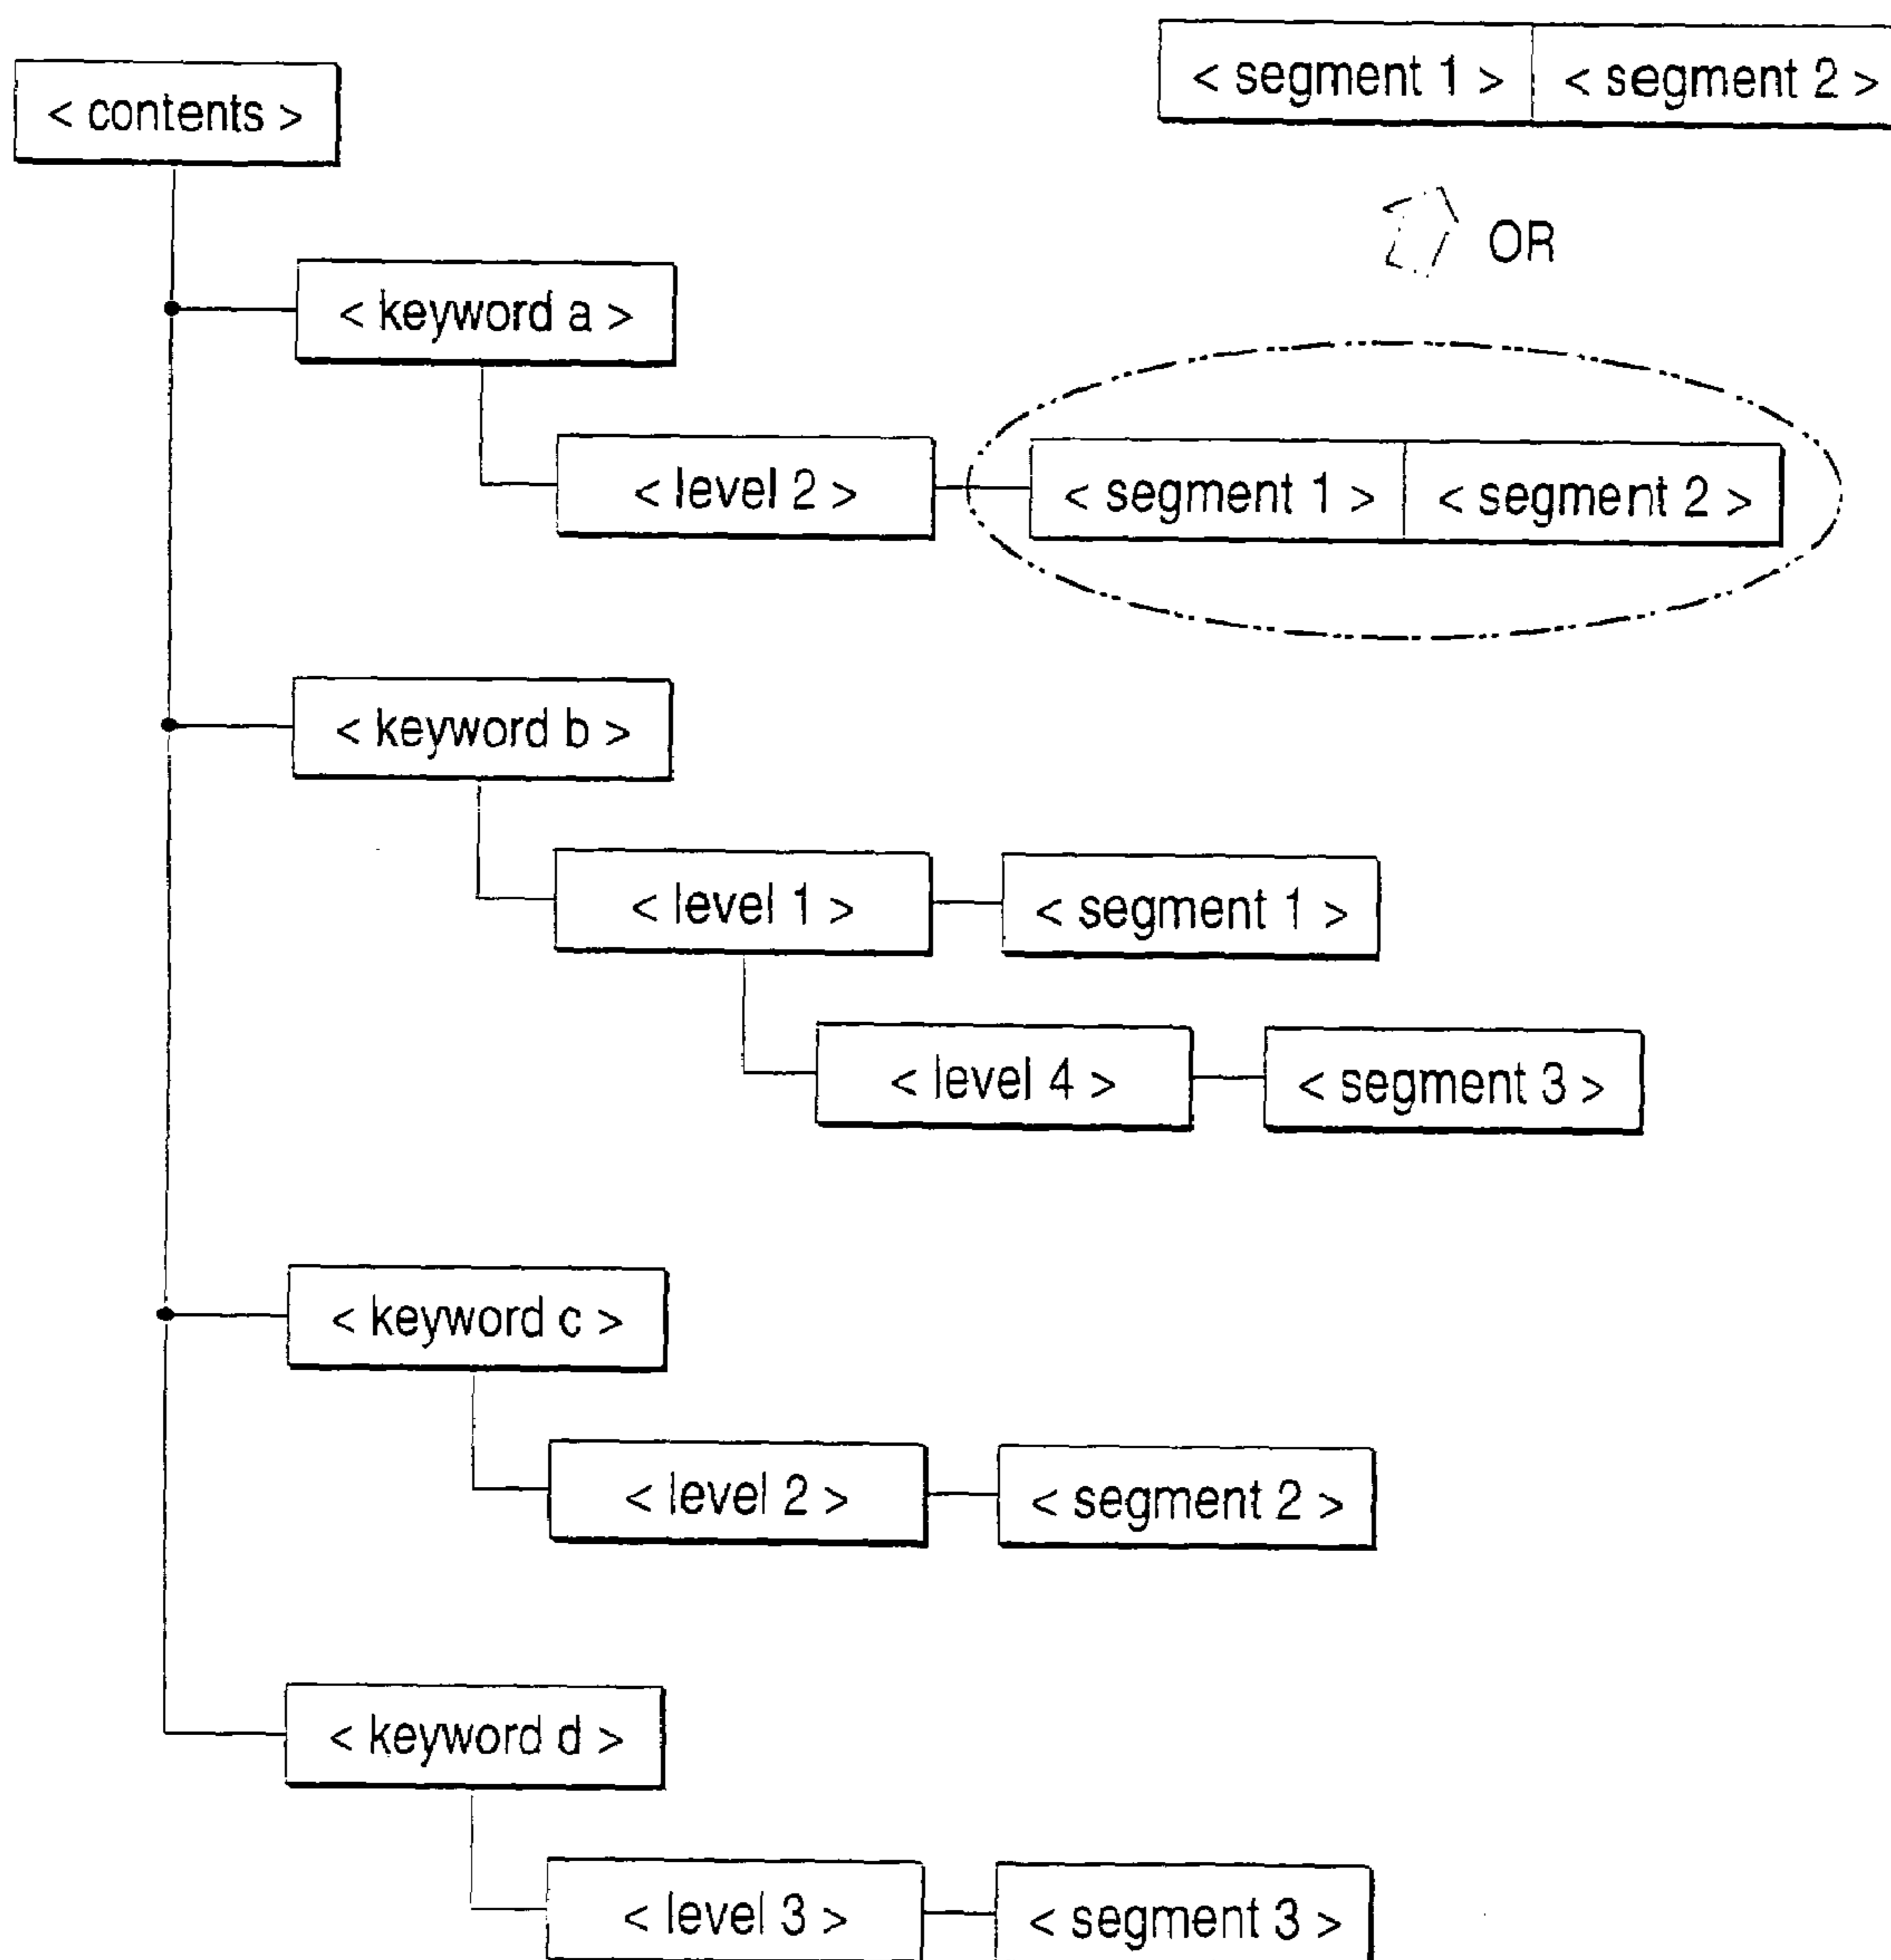 < contents >
< segment 1 > < segment 2 >
OR
< keyword a >
< level 2 > < segment 1 > < segment 2 >
< keyword b >
< level 1 > < segment 1 >
< level 4 > < segment 3 >
< keyword c >
< level 2 > < segment 2 >
< keyword d >
< level 3 > < segment 3 >